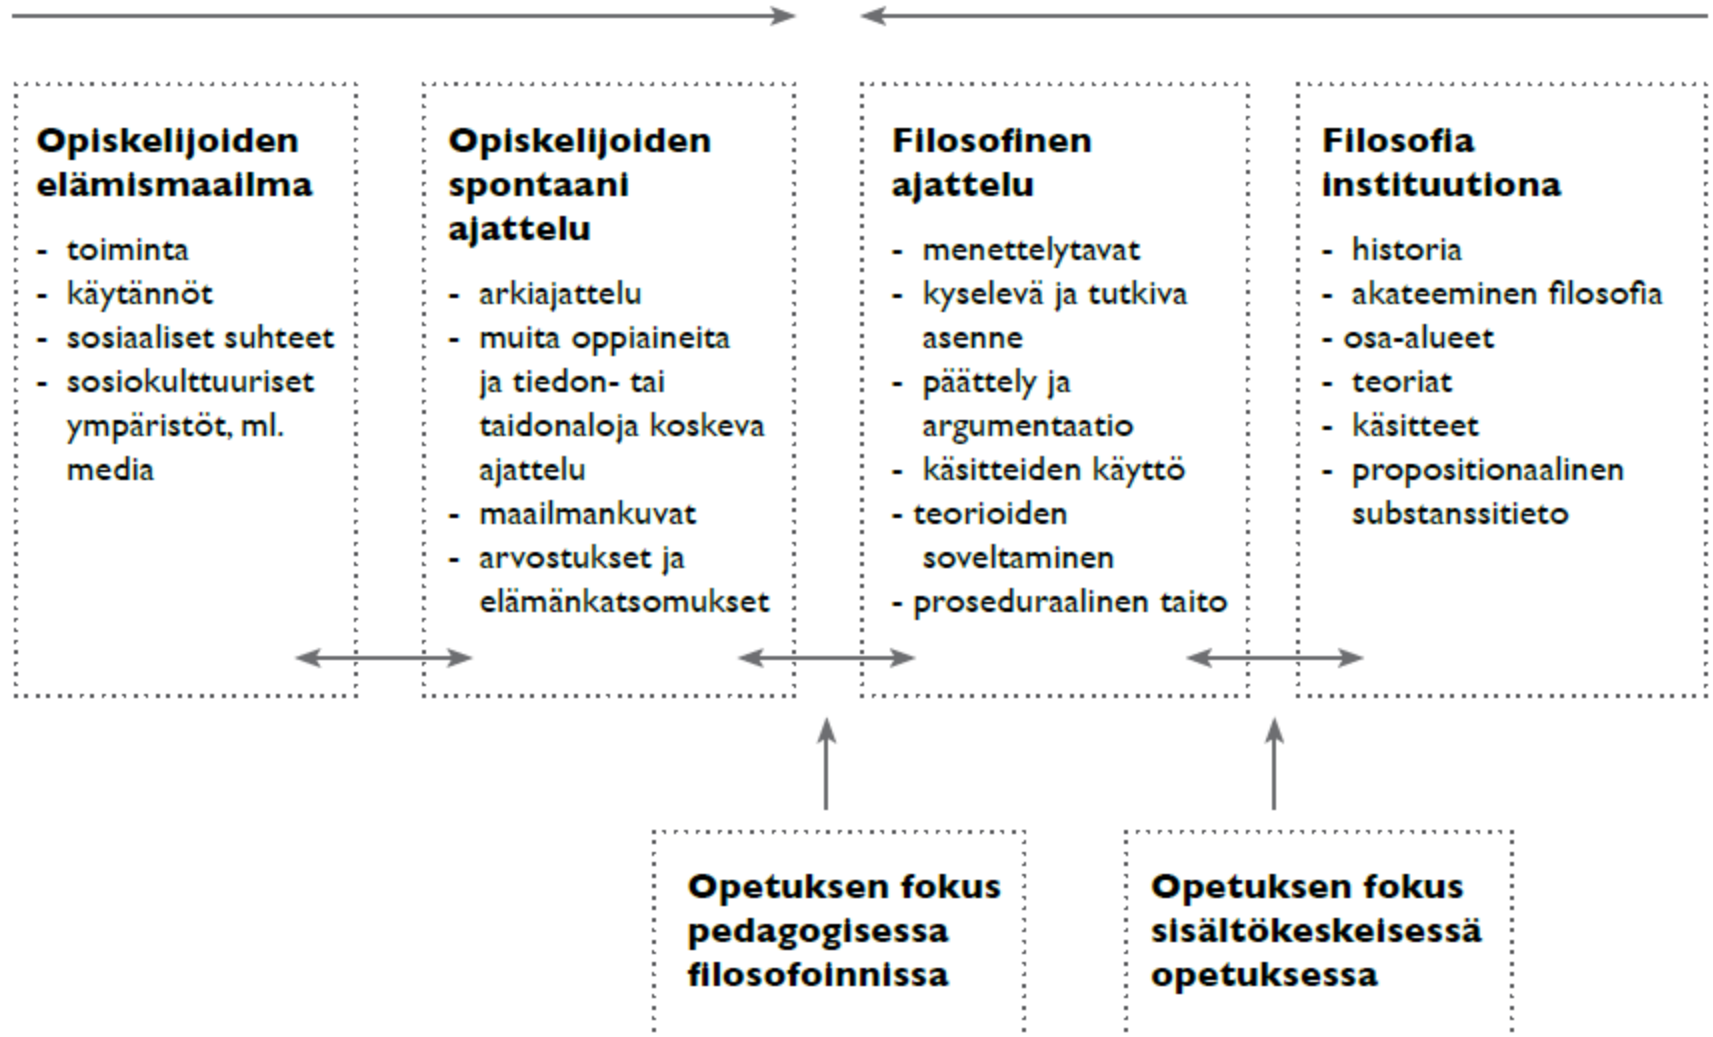 Opiskelijoiden
elämismaailma
- toiminta
- käytännöt
- sosiaaliset suhteet
- sosiokulttuuriset
ympäristöt, ml.
media
Opiskelijoiden
spontaani
ajattelu
- arkiajattelu
- muita oppiaineita
ja tiedon- tai
taidonaloja koskeva
ajattelu
- maailmankuvat
- arvostukset ja
elämänkatsomukset
Filosofinen
ajattelu
- menettelytavat
- kyselevä ja tutkiva
asenne
- päättely ja
argumentaatio
- käsitteiden käyttö
- teorioiden
soveltaminen
- proseduraalinen taito
Filosofia
instituutiona
- historia
- akateeminen filosofia
- osa-alueet
- teoriat
- käsitteet
- propositionaalinen
substanssitieto
Opetuksen fokus
pedagogisessa
filosofoinnissa
Opetuksen fokus
sisältökeskeisessä
opetuksessa